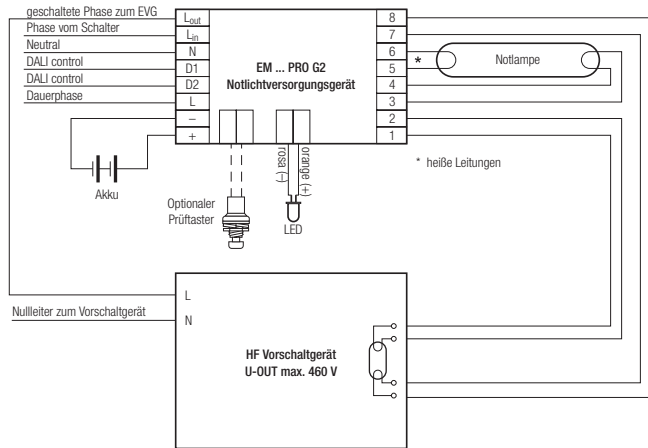 geschaltete Phase zum EVG
Phase vom Schalter
Neutral
DALI control
DALI control
Dauerphase
Lout
Lin
N
D1
D2
L
–
+
EM ... PRO G2
Notlichtversorgungsgerät
8
7
6
5
4
3
2
1
*
Notlampe
* heiße Leitungen
Akku
Optionaler
Prüftaster
rosa (–)
orange (+)
LED
L
Nullleiter zum Vorschaltgerät
N
HF Vorschaltgerät
U-OUT max. 460 V